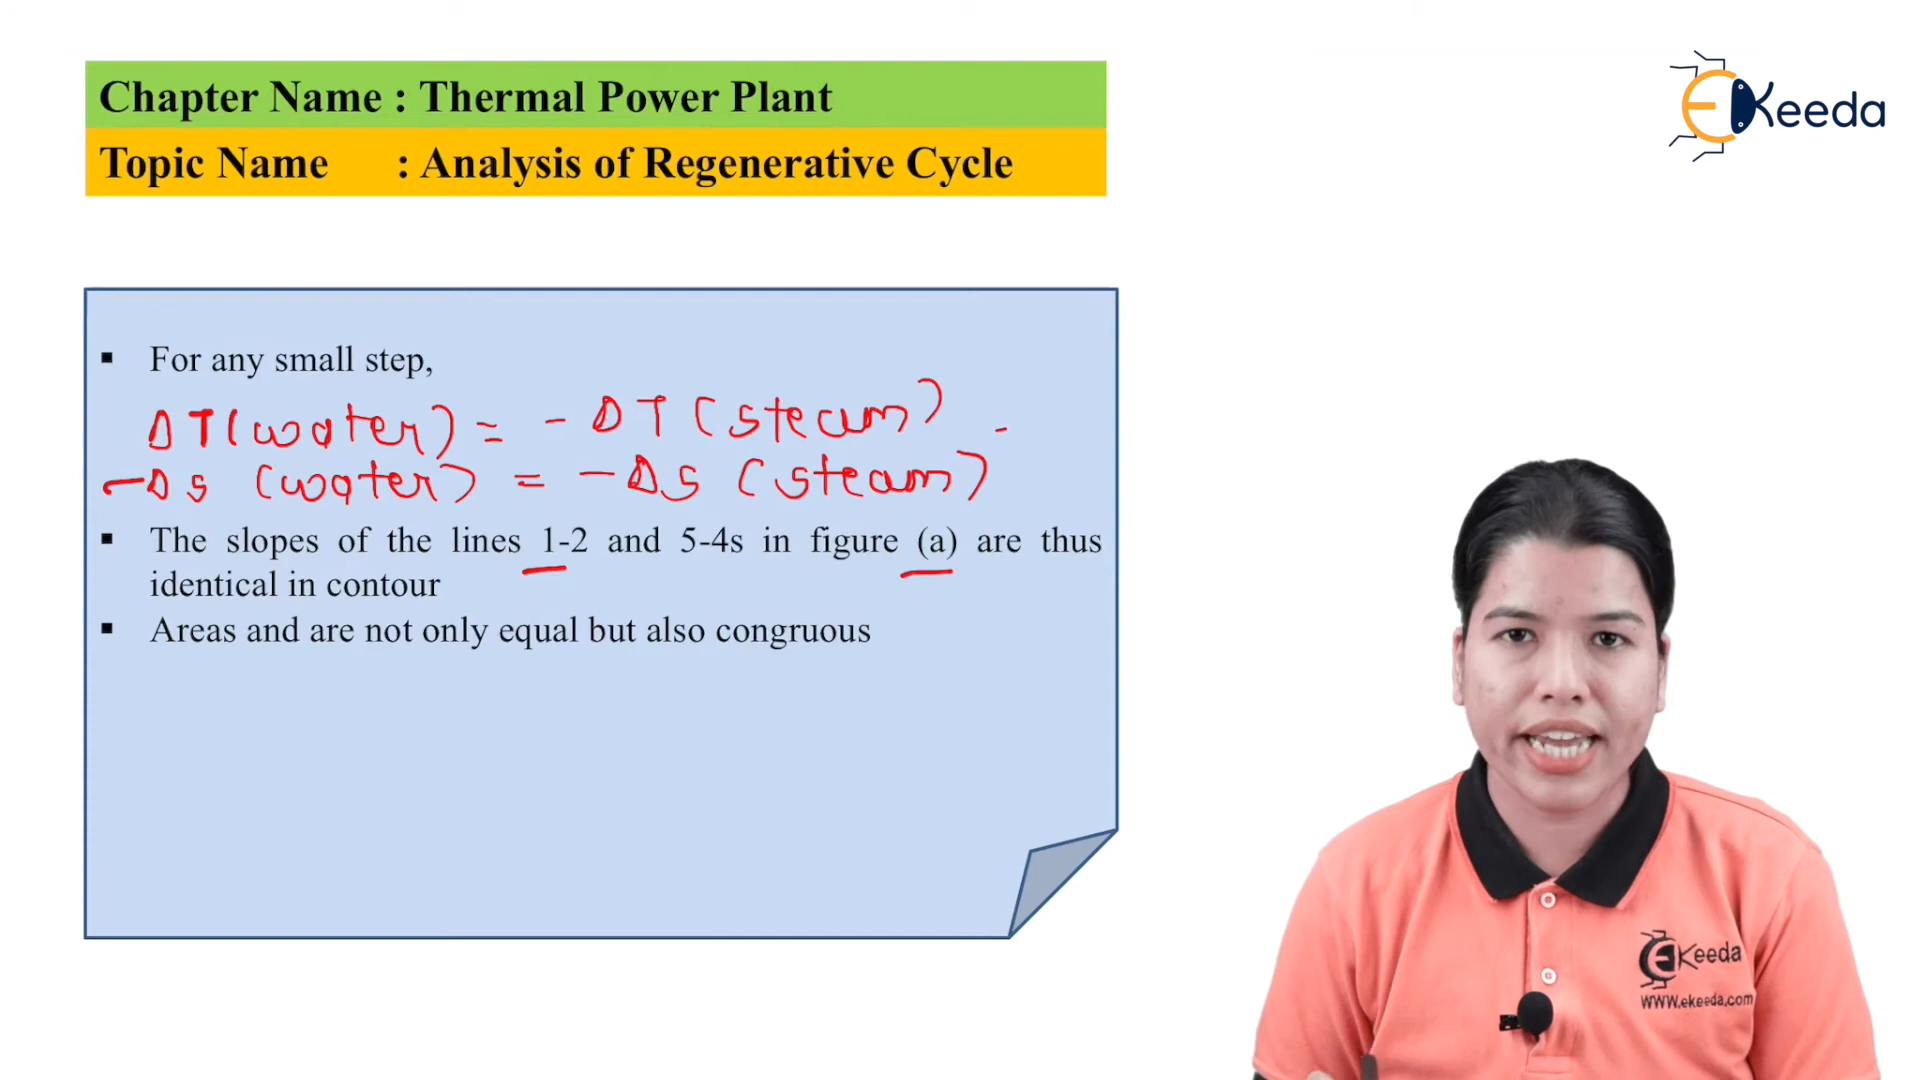 Chapter Name : Thermal Power Plant
Topic Name : Analysis of Regenerative Cycle
EKeeda
▪ For any small step,
ΔT(water) = -ΔT(steam) -
-Δs (water) = -Δs (steam)
▪ The slopes of the lines 1-2 and 5-4s in figure (a) are thus
identical in contour
▪ Areas and are not only equal but also congruous
EKeeda
WWW.ekeeda.com